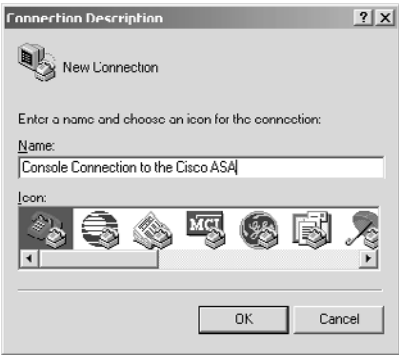 Connection Description
New Connection
Enter a name and choose an icon for the connection:
Name:
Console Connection to the Cisco ASA
Icon:
MCI
OK
Cancel